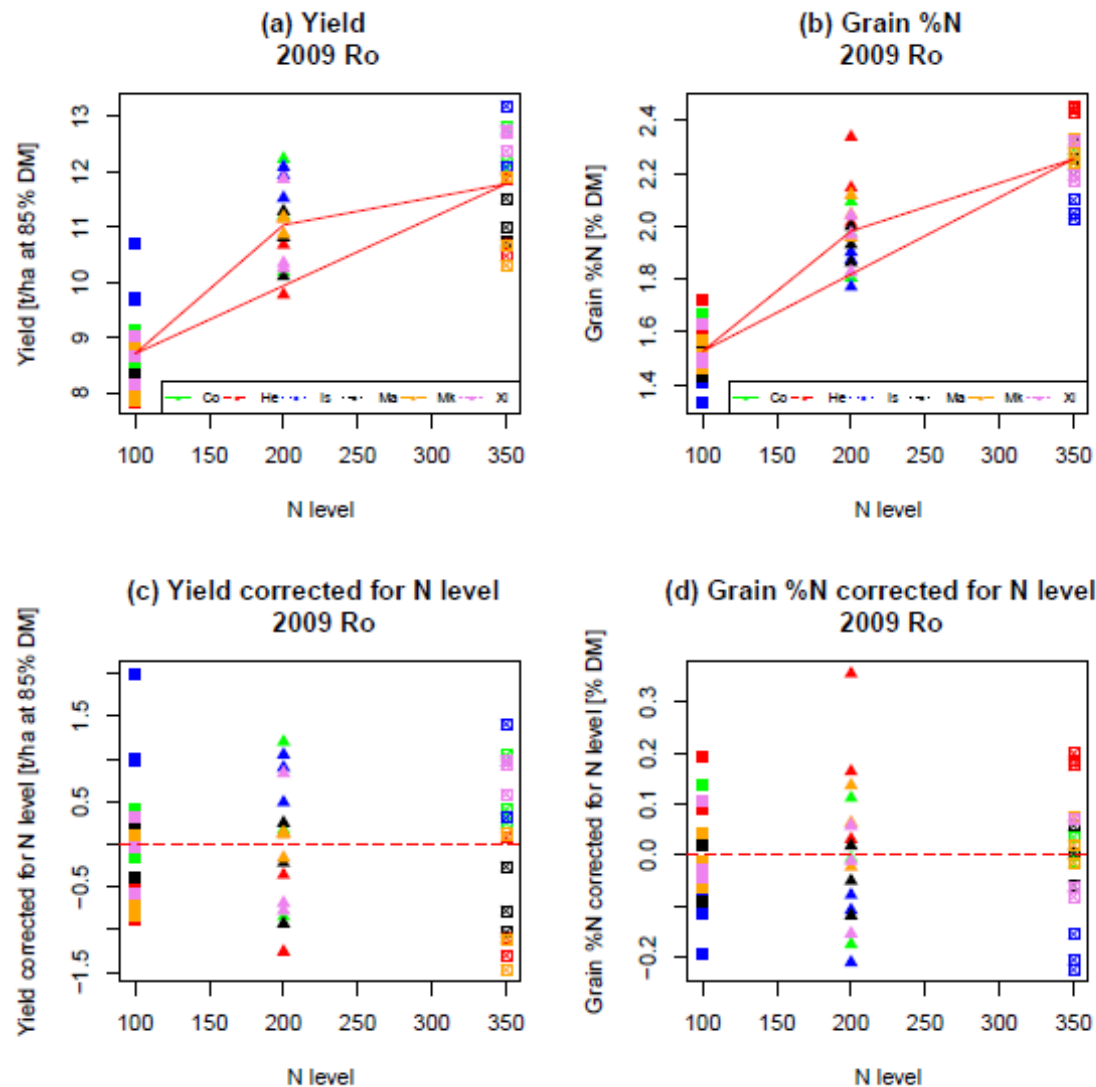 (a) Yield
2009 Ro
Yield [t/ha at 85% DM]
13
12
11
10
9
8
Co He Is Ma Mk Xi
100 150 200 250 300 350
N level
(b) Grain %N
2009 Ro
Grain %N [% DM]
2.4
2.2
2.0
1.8
1.6
1.4
Co He Is Ma Mk Xi
100 150 200 250 300 350
N level
(c) Yield corrected for N level
2009 Ro
Yield corrected for N level [t/ha at 85% DM]
1.5
0.5
−0.5
−1.5
100 150 200 250 300 350
N level
(d) Grain %N corrected for N level
2009 Ro
Grain %N corrected for N level [% DM]
0.3
0.2
0.1
0.0
−0.2
100 150 200 250 300 350
N level